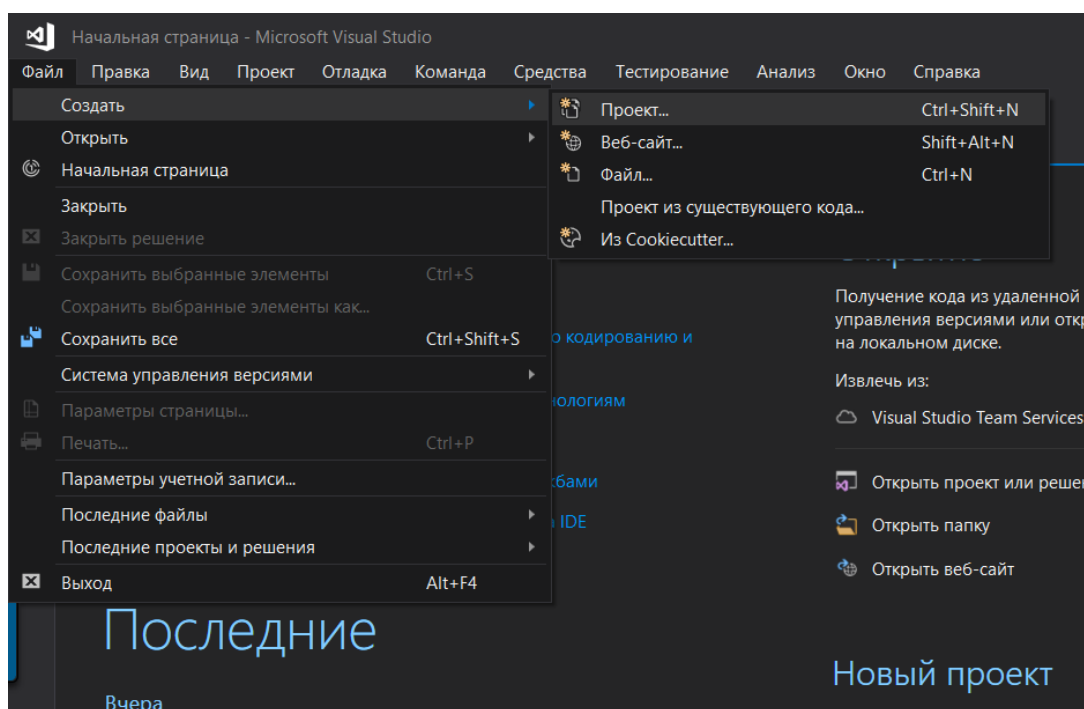 Начальная страница - Microsoft Visual Studio
Файл Правка Вид Проект Отладка Команда Средства Тестирование Анализ Окно Справка
Создать
Открыть
Начальная страница
Закрыть
Закрыть решение
Сохранить выбранные элементы Ctrl+S
Сохранить выбранные элементы как...
Сохранить все Ctrl+Shift+S
Система управления версиями
Параметры страницы...
Печать... Ctrl+P
Параметры учетной записи...
Последние файлы
Последние проекты и решения
Выход Alt+F4
Проект... Ctrl+Shift+N
Веб-сайт... Shift+Alt+N
Файл... Ctrl+N
Проект из существующего кода...
Из Cookiecutter...
о кодированию и
нологиям
жбами
IDE
Получение кода из удаленной
управления версиями или отк
на локальном диске.
Извлечь из:
Visual Studio Team Services
Открыть проект или реше
Открыть папку
Открыть веб-сайт
Последние
Вчера
Новый проект